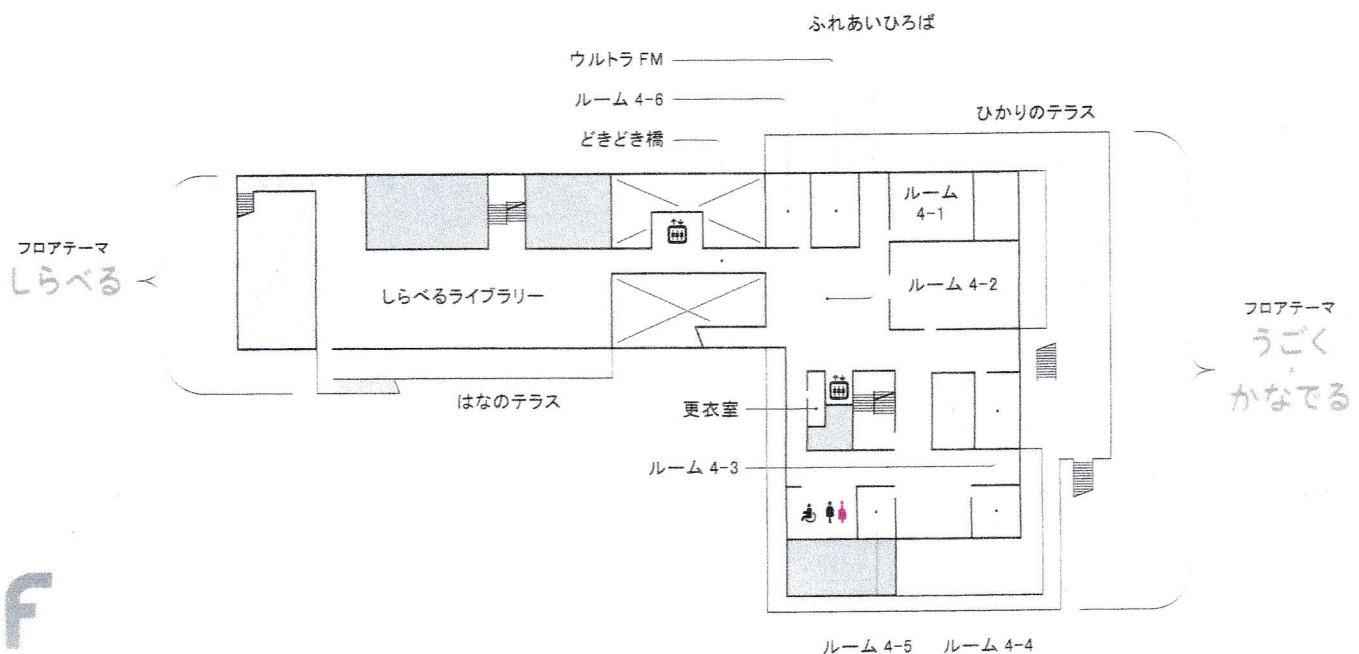 ふれあいひろば
ウルトラ FM
ルーム 4-6
どきどき橋
ひかりのテラス
ルーム
4-1
フロアテーマ
しらべる
しらべるライブラリー
ルーム 4-2
フロアテーマ
うごく
・
かなでる
はなのテラス
更衣室
ルーム 4-3
F
ルーム 4-5
ルーム 4-4